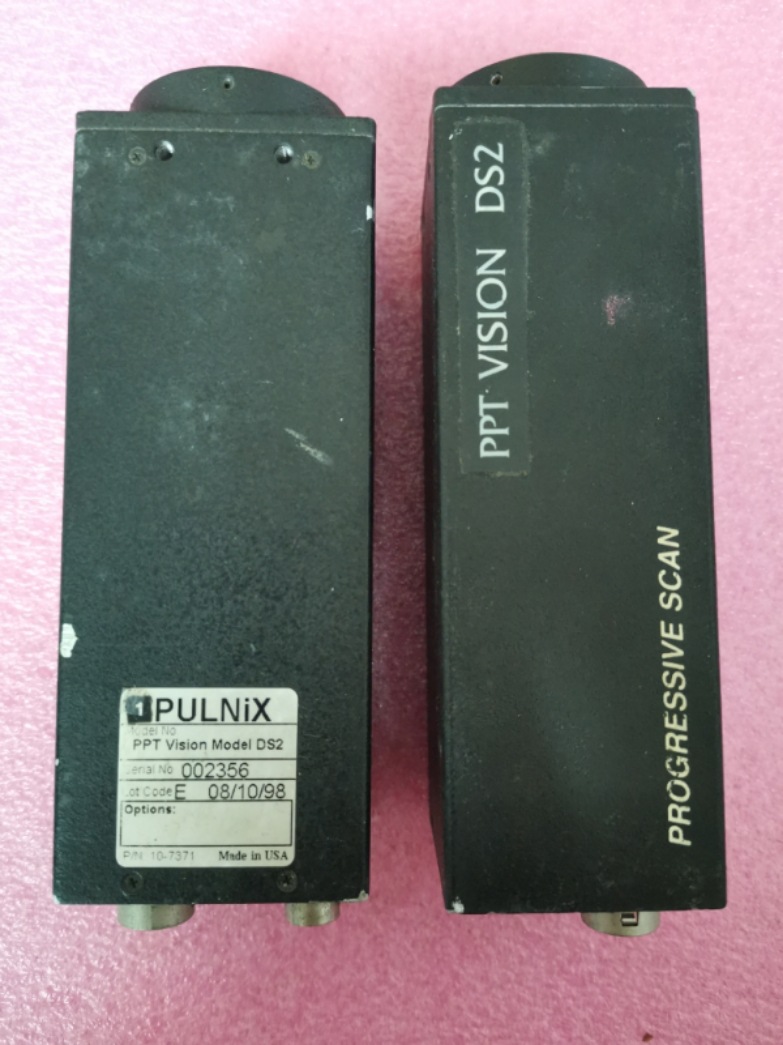 PULNiX
Model No
PPT Vision Model DS2
Serial No 002356
Lot Code E 08/10/98
Options:
P/N: 10-7371 Made in USA
PPT VISION DS2
PROGRESSIVE SCAN